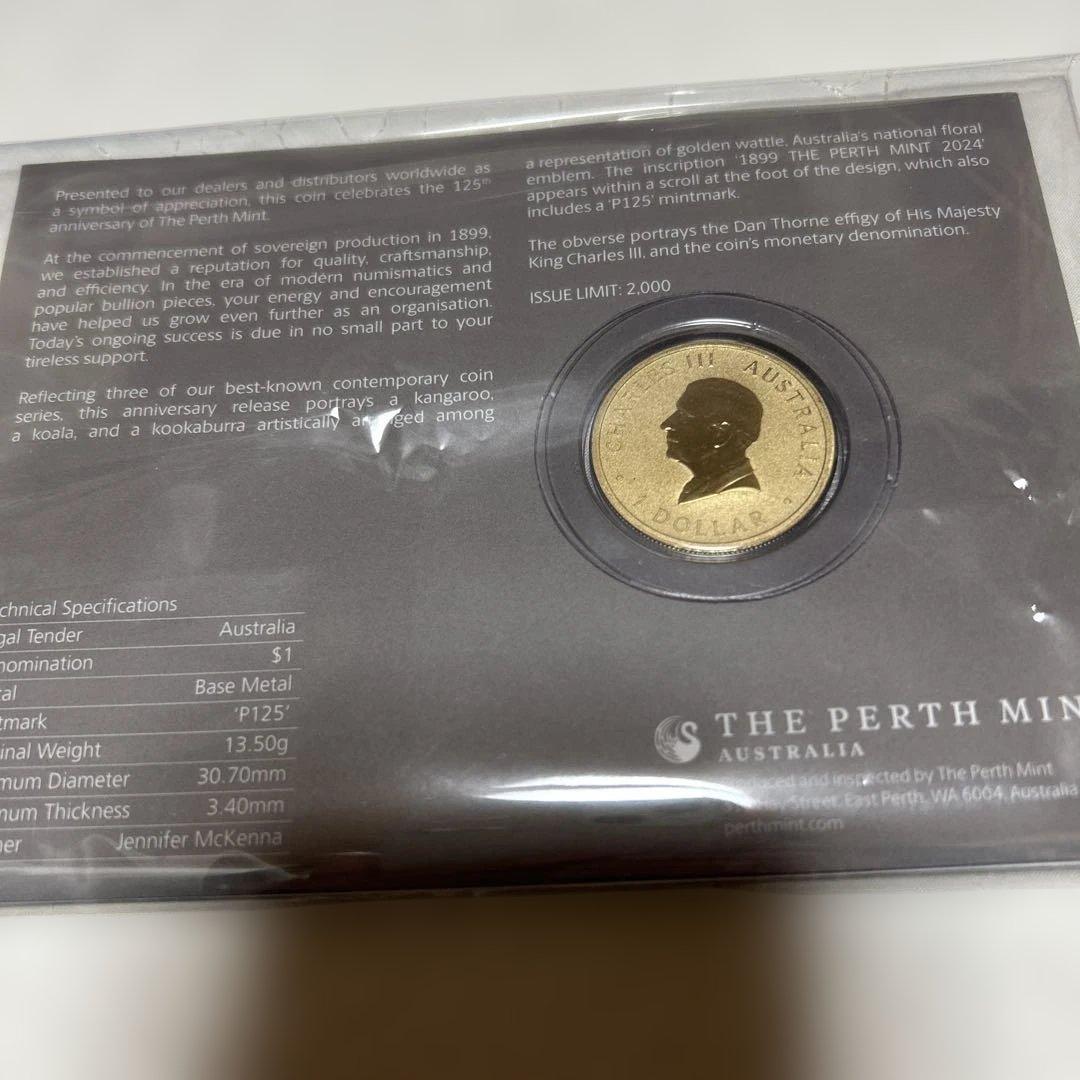 Presented to our dealers and distributors worldwide as
a symbol of appreciation, this coin celebrates the 125th
anniversary of The Perth Mint.
At the commencement of sovereign production in 1899,
we established a reputation for quality, craftsmanship,
and efficiency. In the era of modern numismatics and
popular bullion pieces, your energy and encouragement
have helped us grow even further as an organisation.
Today's ongoing success is due in no small part to your
tireless support.
Reflecting three of our best-known contemporary coin
series, this anniversary release portrays a kangaroo,
a koala, and a kookaburra artistically arranged among
a representation of golden wattle, Australia's national floral
emblem. The inscription '1899 THE PERTH MINT 2024'
appears within a scroll at the foot of the design, which also
includes a 'P125' mintmark.
The obverse portrays the Dan Thorne effigy of His Majesty
King Charles III, and the coin's monetary denomination.
ISSUE LIMIT: 2,000
CHARLES III AUSTRALIA
1 DOLLAR
chnical Specifications
gal Tender Australia
nomination $1
tal Base Metal
tmark 'P125'
inal Weight 13.50g
mum Diameter 30.70mm
mum Thickness 3.40mm
ner Jennifer McKenna
THE PERTH MIN
AUSTRALIA
oduced and inspected by The Perth Mint
Street, East Perth, WA 6004, Australia
perthmint.com